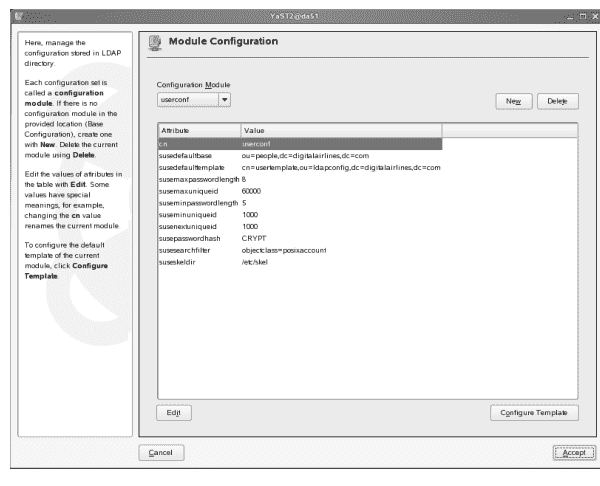 YaST2@da51
Here, manage the
configuration stored in LDAP
directory.
Each configuration set is
called a configuration
module. If there is no
configuration module in the
provided location (Base
Configuration), create one
with New. Delete the current
module using Delete.
Edit the values of attributes in
the table with Edit. Some
values have special
meanings, for example,
changing the cn value
renames the current module.
To configure the default
template of the current
module, click Configure
Template.
Module Configuration
Configuration Module
userconf
New
Delete
Attribute Value
cn userconf
susedefaultbase ou=people,dc=digitalairlines,dc=com
susedefaulttemplate cn=usertemplate,ou=ldapconfig,dc=digitalairlines,dc=com
susemaxpasswordlength 8
susemaxuniqueid 60000
suseminpasswordlength 5
suseminuniqueid 1000
susenextuniqueid 1000
susepasswordhash CRYPT
susesearchfilter objectclass=posixaccount
suseskeldir /etc/skel
Edit
Configure Template
Cancel
Accept